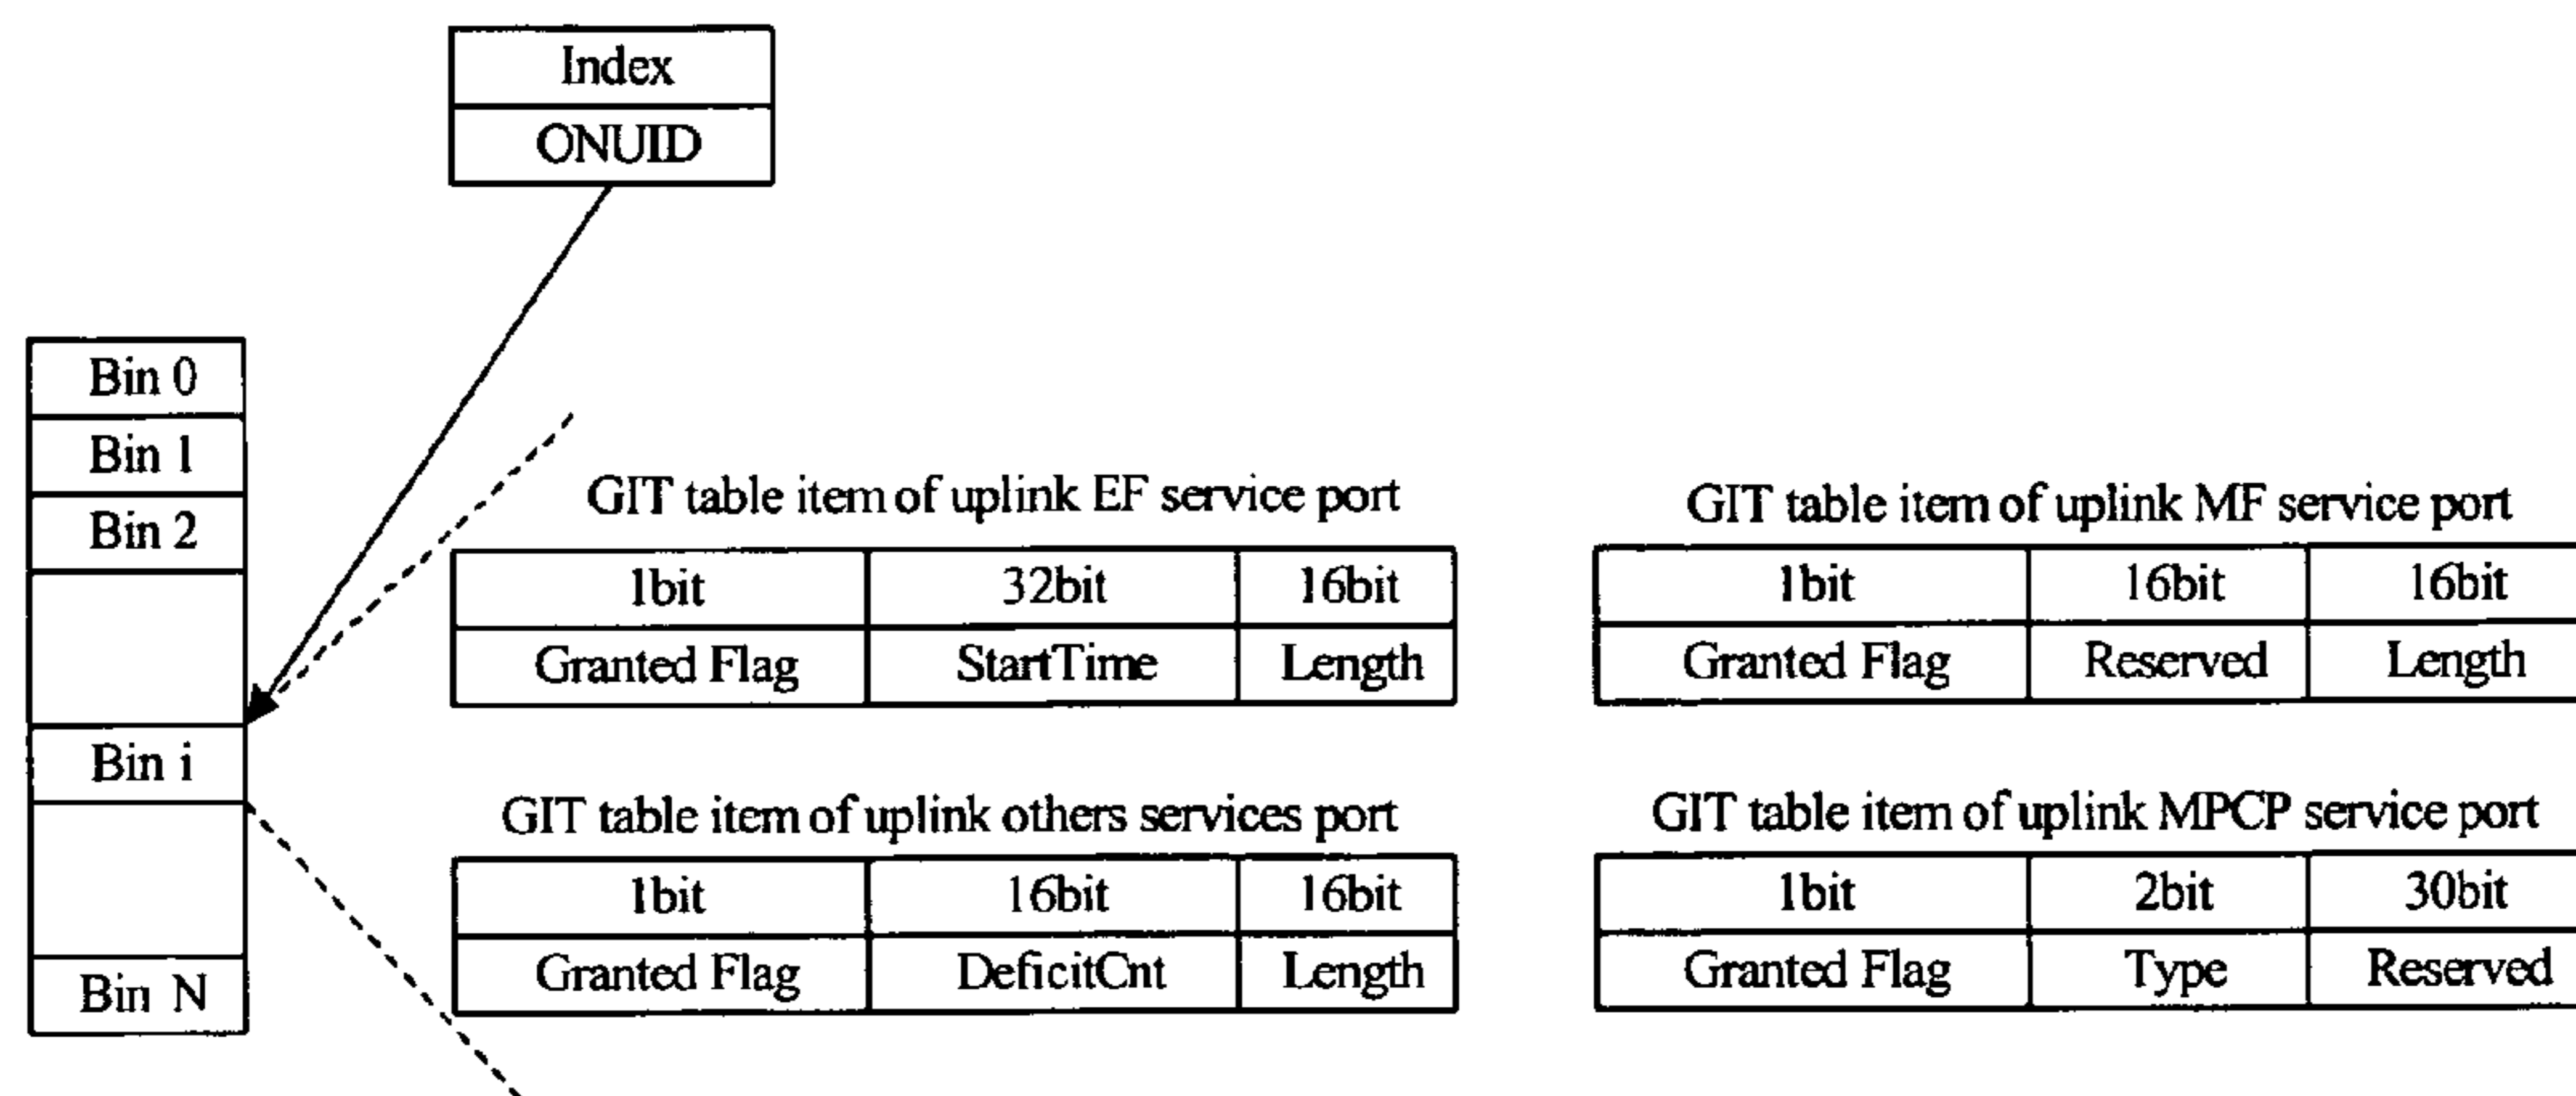 Index
ONUID
Bin 0
Bin 1
Bin 2
Bin i
Bin N
GIT table item of uplink EF service port
1bit 32bit 16bit
Granted Flag StartTime Length
GIT table item of uplink MF service port
1bit 16bit 16bit
Granted Flag Reserved Length
GIT table item of uplink others services port
1bit 16bit 16bit
Granted Flag DeficitCnt Length
GIT table item of uplink MPCP service port
1bit 2bit 30bit
Granted Flag Type Reserved